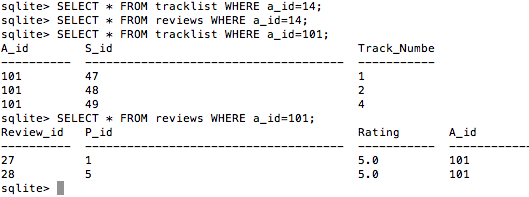 sqlite> SELECT * FROM tracklist WHERE a_id=14;
sqlite> SELECT * FROM reviews WHERE a_id=14;
sqlite> SELECT * FROM tracklist WHERE a_id=101;
A_id        S_id                                  Track_Numbe
----------  ------------------------------------  -----------
101         47                                    1
101         48                                    2
101         49                                    4
sqlite> SELECT * FROM reviews WHERE a_id=101;
Review_id   P_id                                  Rating       A_id
----------  ------------------------------------  -----------  ----------
27          1                                     5.0          101
28          5                                     5.0          101
sqlite>